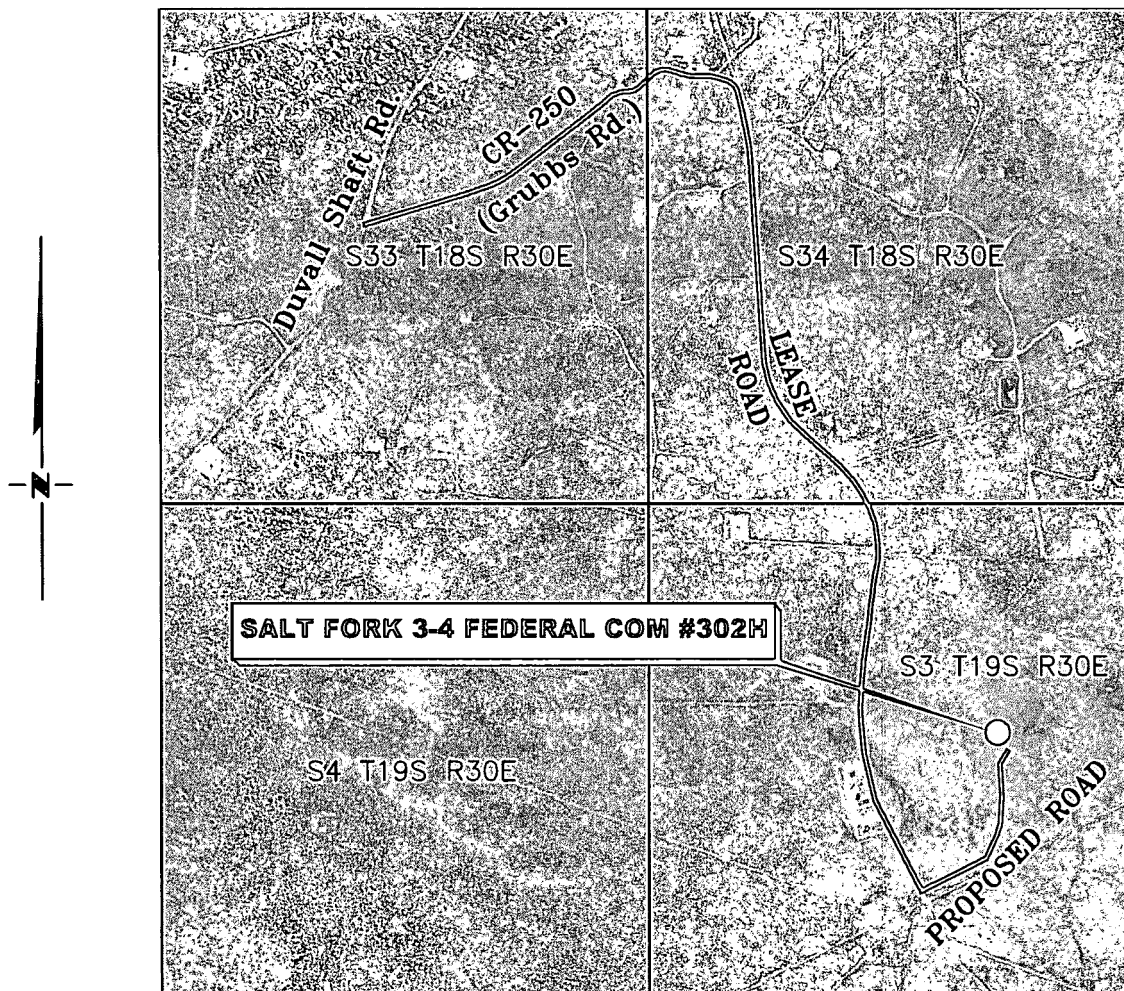 Duvall Shaft Rd.
CR-250
(Grubbs Rd.)
S33 T18S R30E
S34 T18S R30E
LEASE
ROAD
N
SALT FORK 3-4 FEDERAL COM #302H
S3 T19S R30E
S4 T19S R30E
PROPOSED ROAD